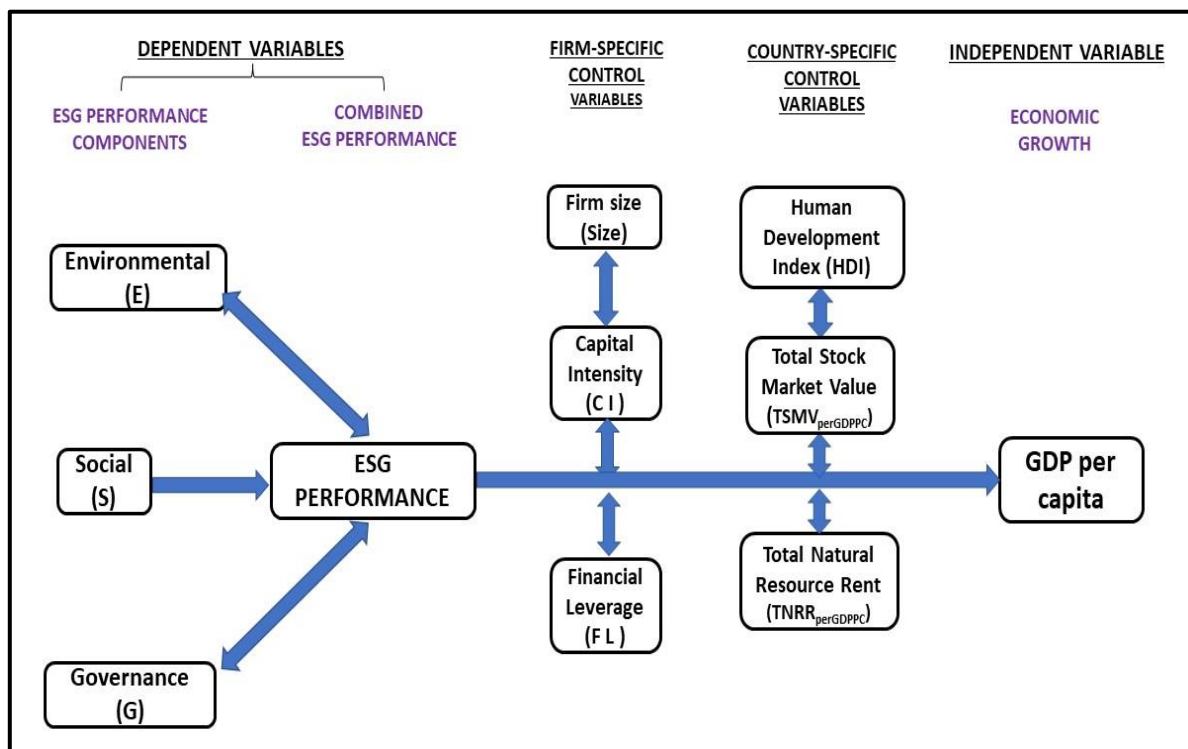 DEPENDENT VARIABLES
ESG PERFORMANCE
COMPONENTS
COMBINED
ESG PERFORMANCE
FIRM-SPECIFIC
CONTROL
VARIABLES
COUNTRY-SPECIFIC
CONTROL
VARIABLES
INDEPENDENT VARIABLE
ECONOMIC
GROWTH
Environmental
(E)
Social
(S)
Governance
(G)
ESG
PERFORMANCE
Firm size
(Size)
Capital
Intensity
(C I )
Financial
Leverage
(F L )
Human
Development
Index (HDI)
Total Stock
Market Value
(TSMVperGDPPC)
Total Natural
Resource Rent
(TNRRperGDPPC)
GDP per
capita